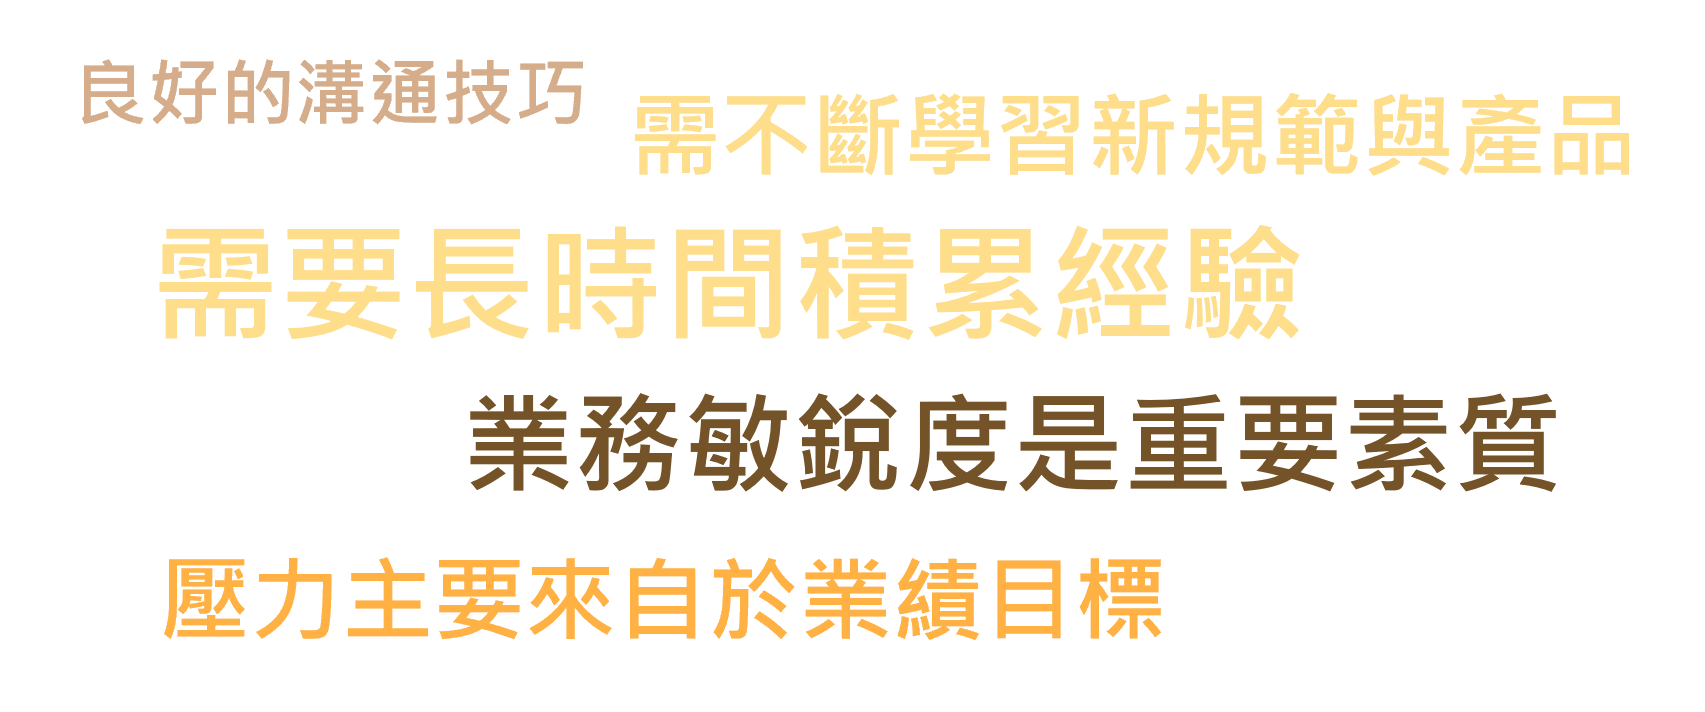 良好的溝通技巧
需不斷學習新規範與產品
需要長時間積累經驗
業務敏銳度是重要素質
壓力主要來自於業績目標